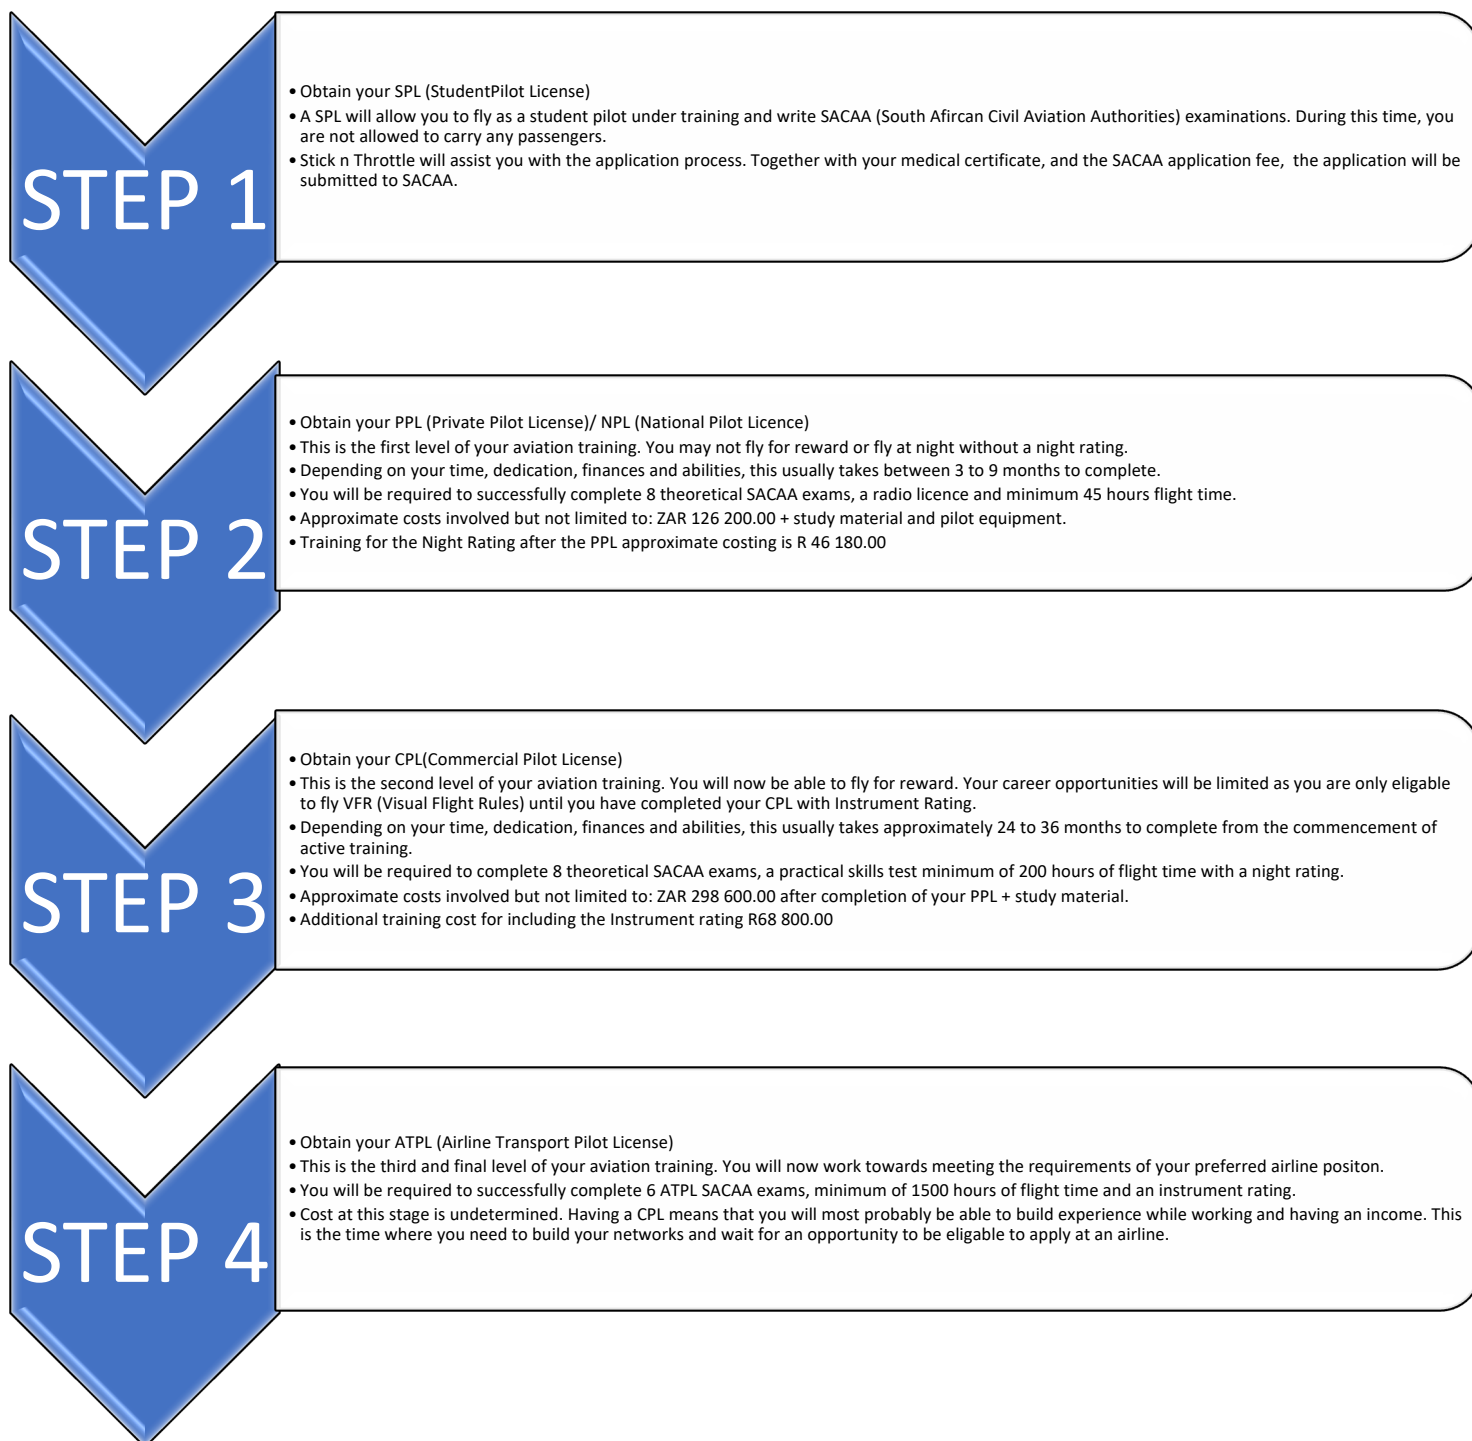 STEP 1
• Obtain your SPL (StudentPilot License)
• A SPL will allow you to fly as a student pilot under training and write SACAA (South Afircan Civil Aviation Authorities) examinations. During this time, you
are not allowed to carry any passengers.
• Stick n Throttle will assist you with the application process. Together with your medical certificate, and the SACAA application fee, the application will be
submitted to SACAA.
STEP 2
• Obtain your PPL (Private Pilot License)/ NPL (National Pilot Licence)
• This is the first level of your aviation training. You may not fly for reward or fly at night without a night rating.
• Depending on your time, dedication, finances and abilities, this usually takes between 3 to 9 months to complete.
• You will be required to successfully complete 8 theoretical SACAA exams, a radio licence and minimum 45 hours flight time.
• Approximate costs involved but not limited to: ZAR 126 200.00 + study material and pilot equipment.
• Training for the Night Rating after the PPL approximate costing is R 46 180.00
STEP 3
• Obtain your CPL(Commercial Pilot License)
• This is the second level of your aviation training. You will now be able to fly for reward. Your career opportunities will be limited as you are only eligable
to fly VFR (Visual Flight Rules) until you have completed your CPL with Instrument Rating.
• Depending on your time, dedication, finances and abilities, this usually takes approximately 24 to 36 months to complete from the commencement of
active training.
• You will be required to complete 8 theoretical SACAA exams, a practical skills test minimum of 200 hours of flight time with a night rating.
• Approximate costs involved but not limited to: ZAR 298 600.00 after completion of your PPL + study material.
• Additional training cost for including the Instrument rating R68 800.00
STEP 4
• Obtain your ATPL (Airline Transport Pilot License)
• This is the third and final level of your aviation training. You will now work towards meeting the requirements of your preferred airline positon.
• You will be required to successfully complete 6 ATPL SACAA exams, minimum of 1500 hours of flight time and an instrument rating.
• Cost at this stage is undetermined. Having a CPL means that you will most probably be able to build experience while working and having an income. This
is the time where you need to build your networks and wait for an opportunity to be eligable to apply at an airline.